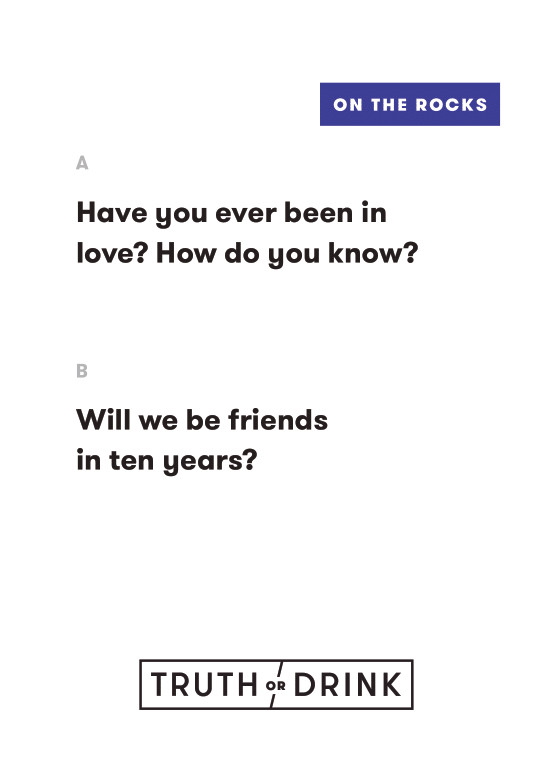 ON THE ROCKS
A
Have you ever been in
love? How do you know?
B
Will we be friends
in ten years?
TRUTH OR DRINK